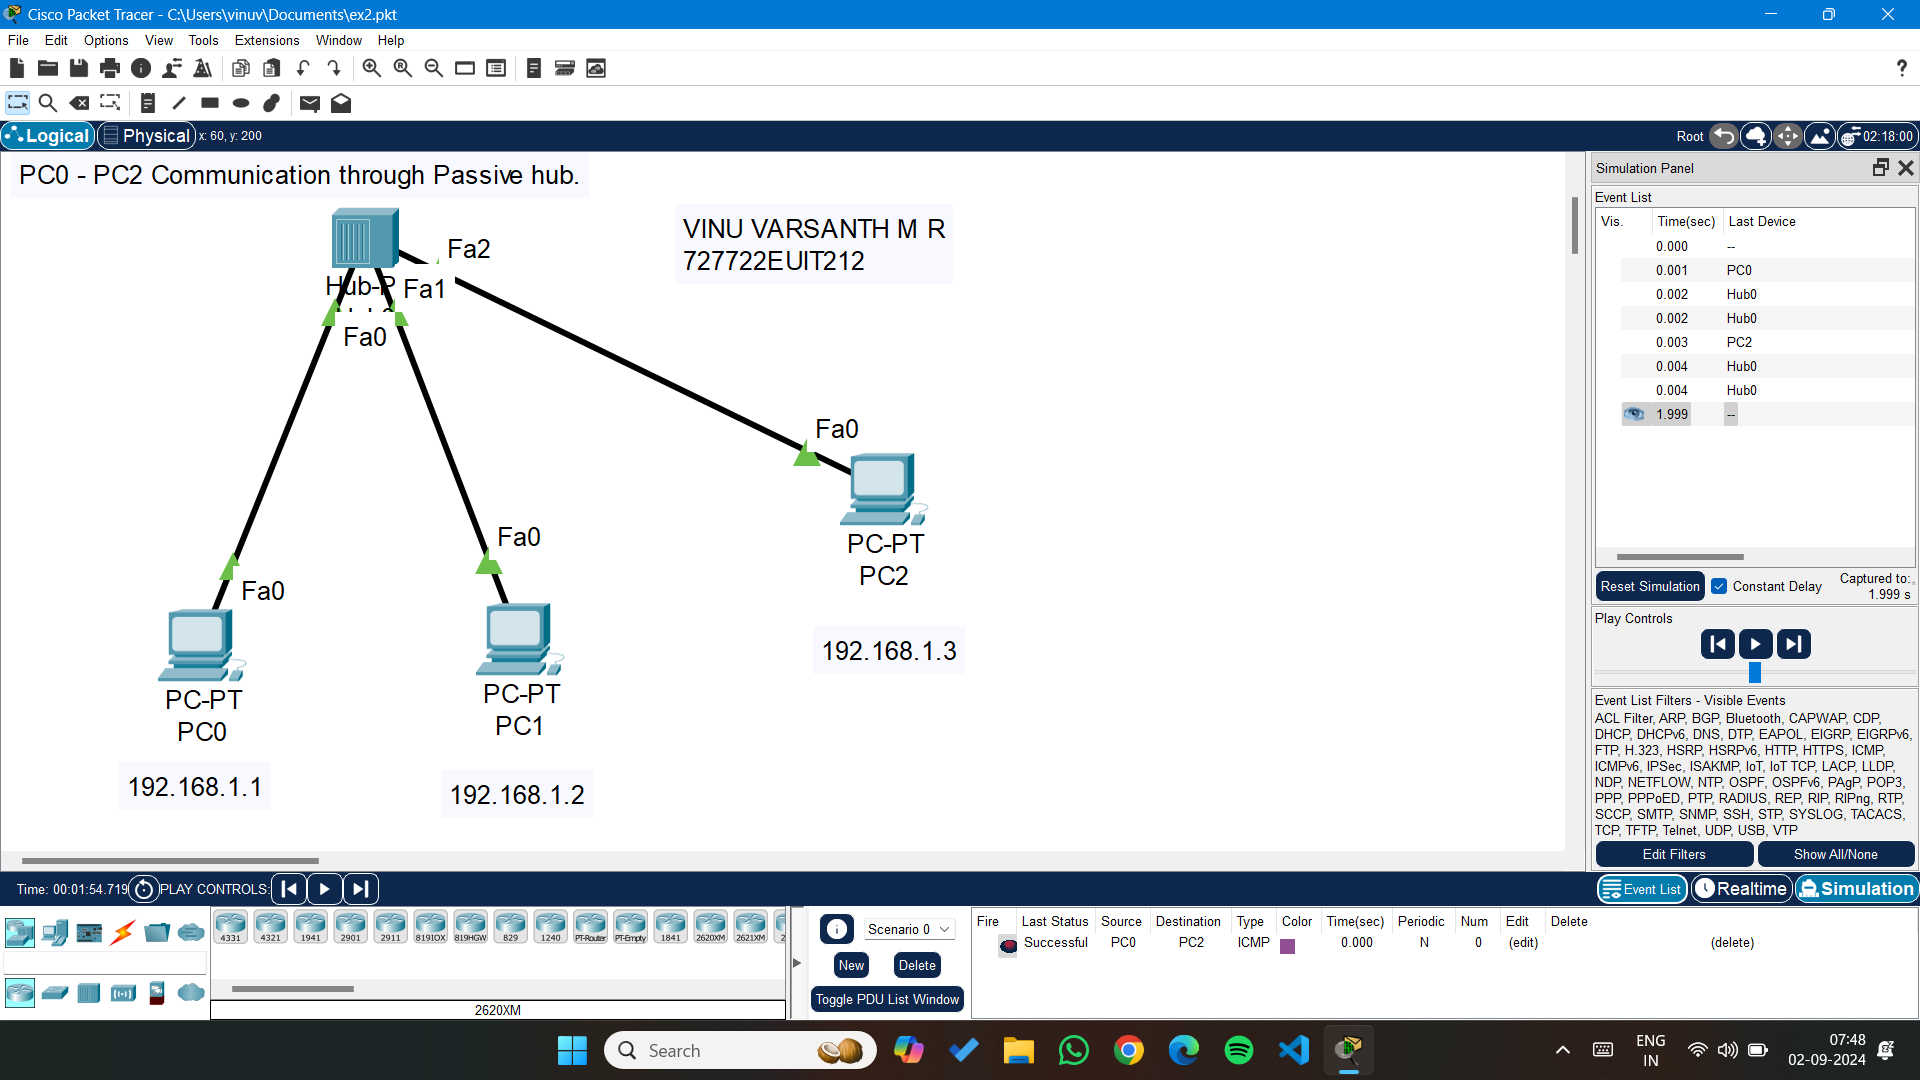 Cisco Packet Tracer - C:\Users\vinuv\Documents\ex2.pkt
File Edit Options View Tools Extensions Window Help
?
Logical Physical x: 60, y: 200 Root 02:18:00
PC0 - PC2 Communication through Passive hub.
VINU VARSANTH M R
727722EUIT212
Fa2
Hub-P Fa1
Fa0
Fa0
PC-PT
PC2
192.168.1.3
Fa0
Fa0
PC-PT
PC0
192.168.1.1
PC-PT
PC1
192.168.1.2
Simulation Panel
Event List
Vis. Time(sec) Last Device
0.000 --
0.001 PC0
0.002 Hub0
0.002 Hub0
0.003 PC2
0.004 Hub0
0.004 Hub0
1.999 --
Reset Simulation Constant Delay Captured to:
1.999 s
Play Controls
Event List Filters - Visible Events
ACL Filter, ARP, BGP, Bluetooth, CAPWAP, CDP,
DHCP, DHCPv6, DNS, DTP, EAPOL, EIGRP, EIGRPv6,
FTP, H.323, HSRP, HSRPv6, HTTP, HTTPS, ICMP,
ICMPv6, IPSec, ISAKMP, IoT, IoT TCP, LACP, LLDP,
NDP, NETFLOW, NTP, OSPF, OSPFv6, PAgP, POP3,
PPP, PPPoED, PTP, RADIUS, REP, RIP, RIPng, RTP,
SCCP, SMTP, SNMP, SSH, STP, SYSLOG, TACACS,
TCP, TFTP, Telnet, UDP, USB, VTP
Edit Filters Show All/None
Time: 00:01:54.719 PLAY CONTROLS: Event List Realtime Simulation
4331 4321 1941 2901 2911 819IOX 819HGW 829 1240 PT-Router PT-Empty 1841 2620XM 2621XM 2
2620XM
Scenario 0
New Delete
Toggle PDU List Window
Fire Last Status Source Destination Type Color Time(sec) Periodic Num Edit Delete
Successful PC0 PC2 ICMP 0.000 N 0 (edit) (delete)
Search
ENG
IN
07:48
02-09-2024